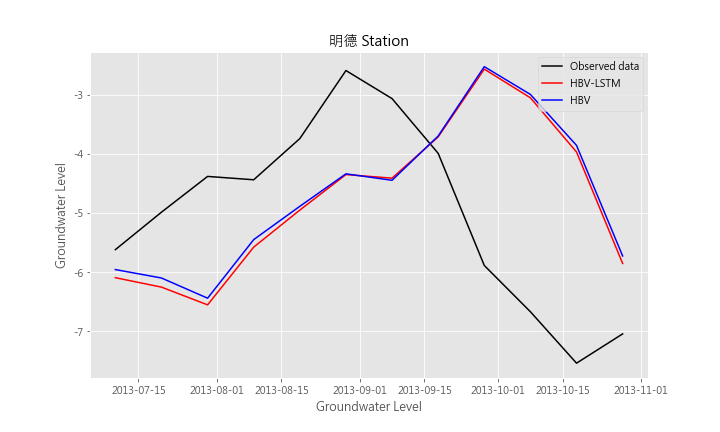 明德 Station
Observed data
HBV-LSTM
HBV
Groundwater Level
-3
-4
-5
-6
-7
2013-07-15 2013-08-01 2013-08-15 2013-09-01 2013-09-15 2013-10-01 2013-10-15 2013-11-01
Groundwater Level